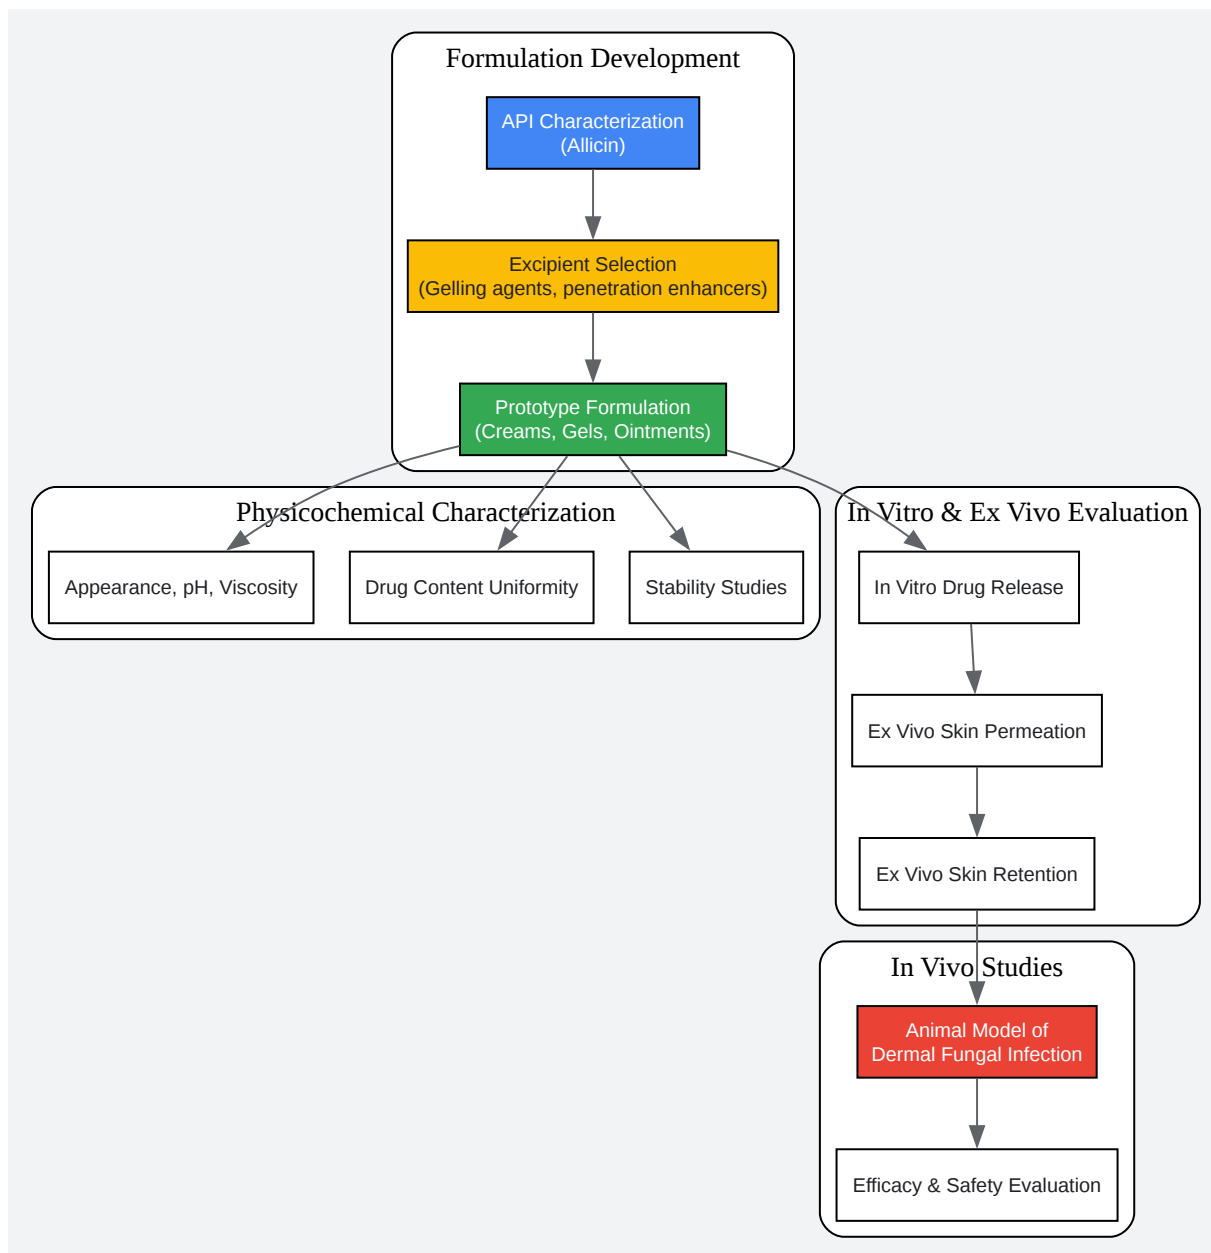 Formulation Development
API Characterization
(Allicin)
Excipient Selection
(Gelling agents, penetration enhancers)
Prototype Formulation
(Creams, Gels, Ointments)
Physicochemical Characterization
Appearance, pH, Viscosity
Drug Content Uniformity
Stability Studies
In Vitro & Ex Vivo Evaluation
In Vitro Drug Release
Ex Vivo Skin Permeation
Ex Vivo Skin Retention
In Vivo Studies
Animal Model of
Dermal Fungal Infection
Efficacy & Safety Evaluation